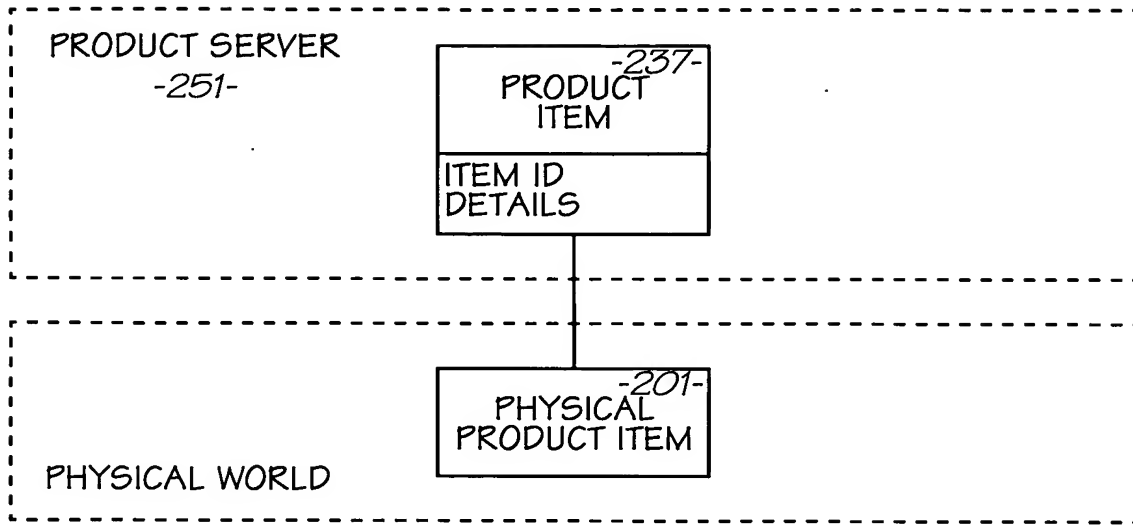 PRODUCT SERVER
-251-
-237-
PRODUCT
ITEM
ITEM ID
DETAILS
-201-
PHYSICAL
PRODUCT ITEM
PHYSICAL WORLD